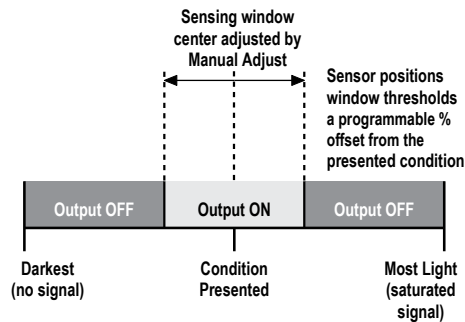 Sensing window
center adjusted by
Manual Adjust
Sensor positions
window thresholds
a programmable %
offset from the
presented condition
Output OFF
Output ON
Output OFF
Darkest
(no signal)
Condition
Presented
Most Light
(saturated
signal)